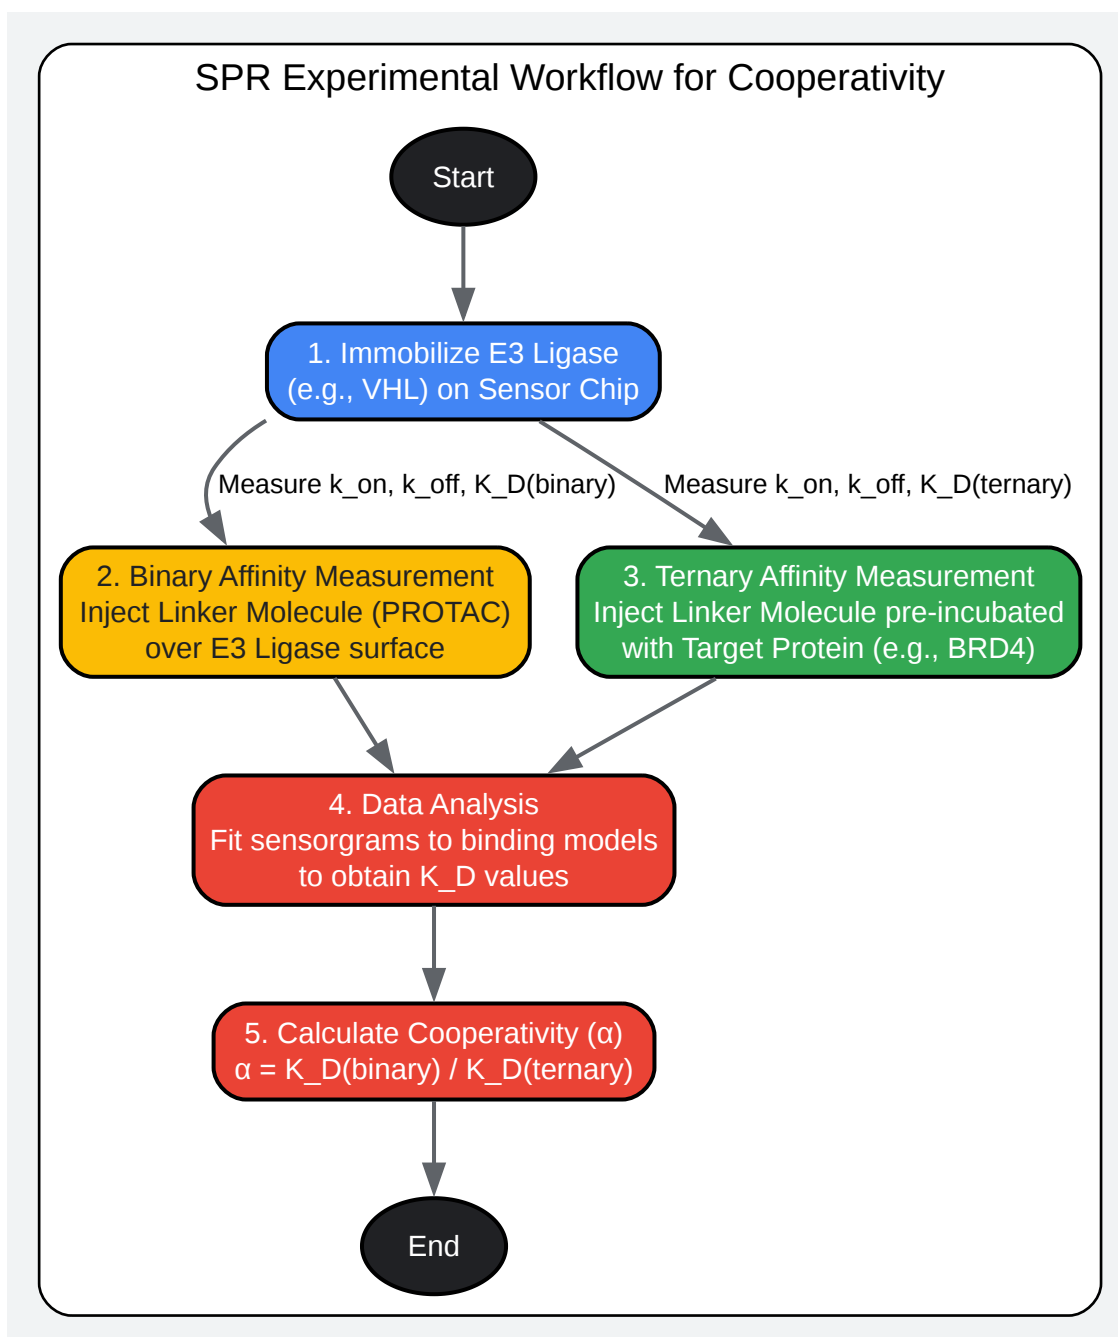 SPR Experimental Workflow for Cooperativity
Start
1. Immobilize E3 Ligase
(e.g., VHL) on Sensor Chip
Measure k_on, k_off, K_D(binary)
Measure k_on, k_off, K_D(ternary)
2. Binary Affinity Measurement
Inject Linker Molecule (PROTAC)
over E3 Ligase surface
3. Ternary Affinity Measurement
Inject Linker Molecule pre-incubated
with Target Protein (e.g., BRD4)
4. Data Analysis
Fit sensorgrams to binding models
to obtain K_D values
5. Calculate Cooperativity (α)
α = K_D(binary) / K_D(ternary)
End